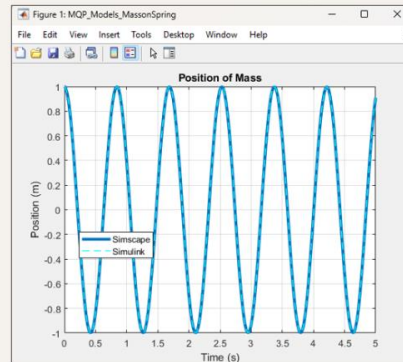 Figure 1: MQP_Models_MassonSpring
File Edit View Insert Tools Desktop Window Help
Position of Mass
1
0.8
0.6
0.4
0.2
0
-0.2
-0.4
-0.6
-0.8
-1
Position (m)
Simscape
Simulink
0 0.5 1 1.5 2 2.5 3 3.5 4 4.5 5
Time (s)